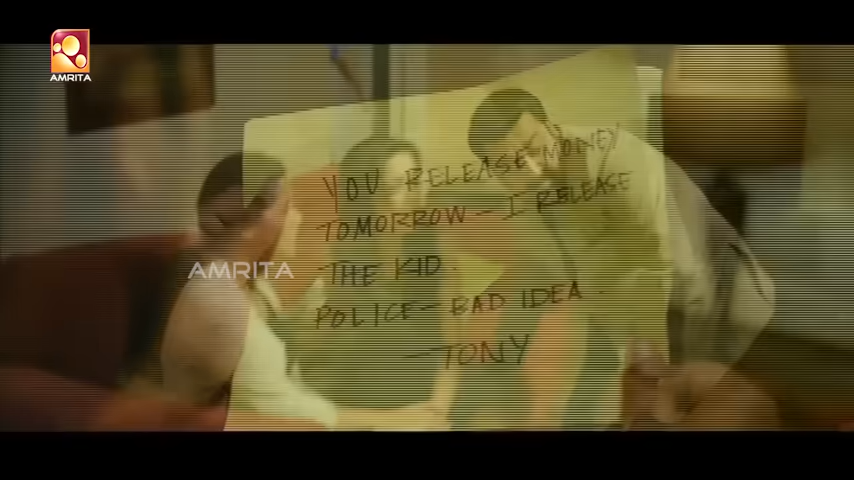 AMRITA
YOU RELEASE MONEY
TOMORROW - I RELEASE
THE KID.
AMRITA
POLICE - BAD IDEA.
- TONY